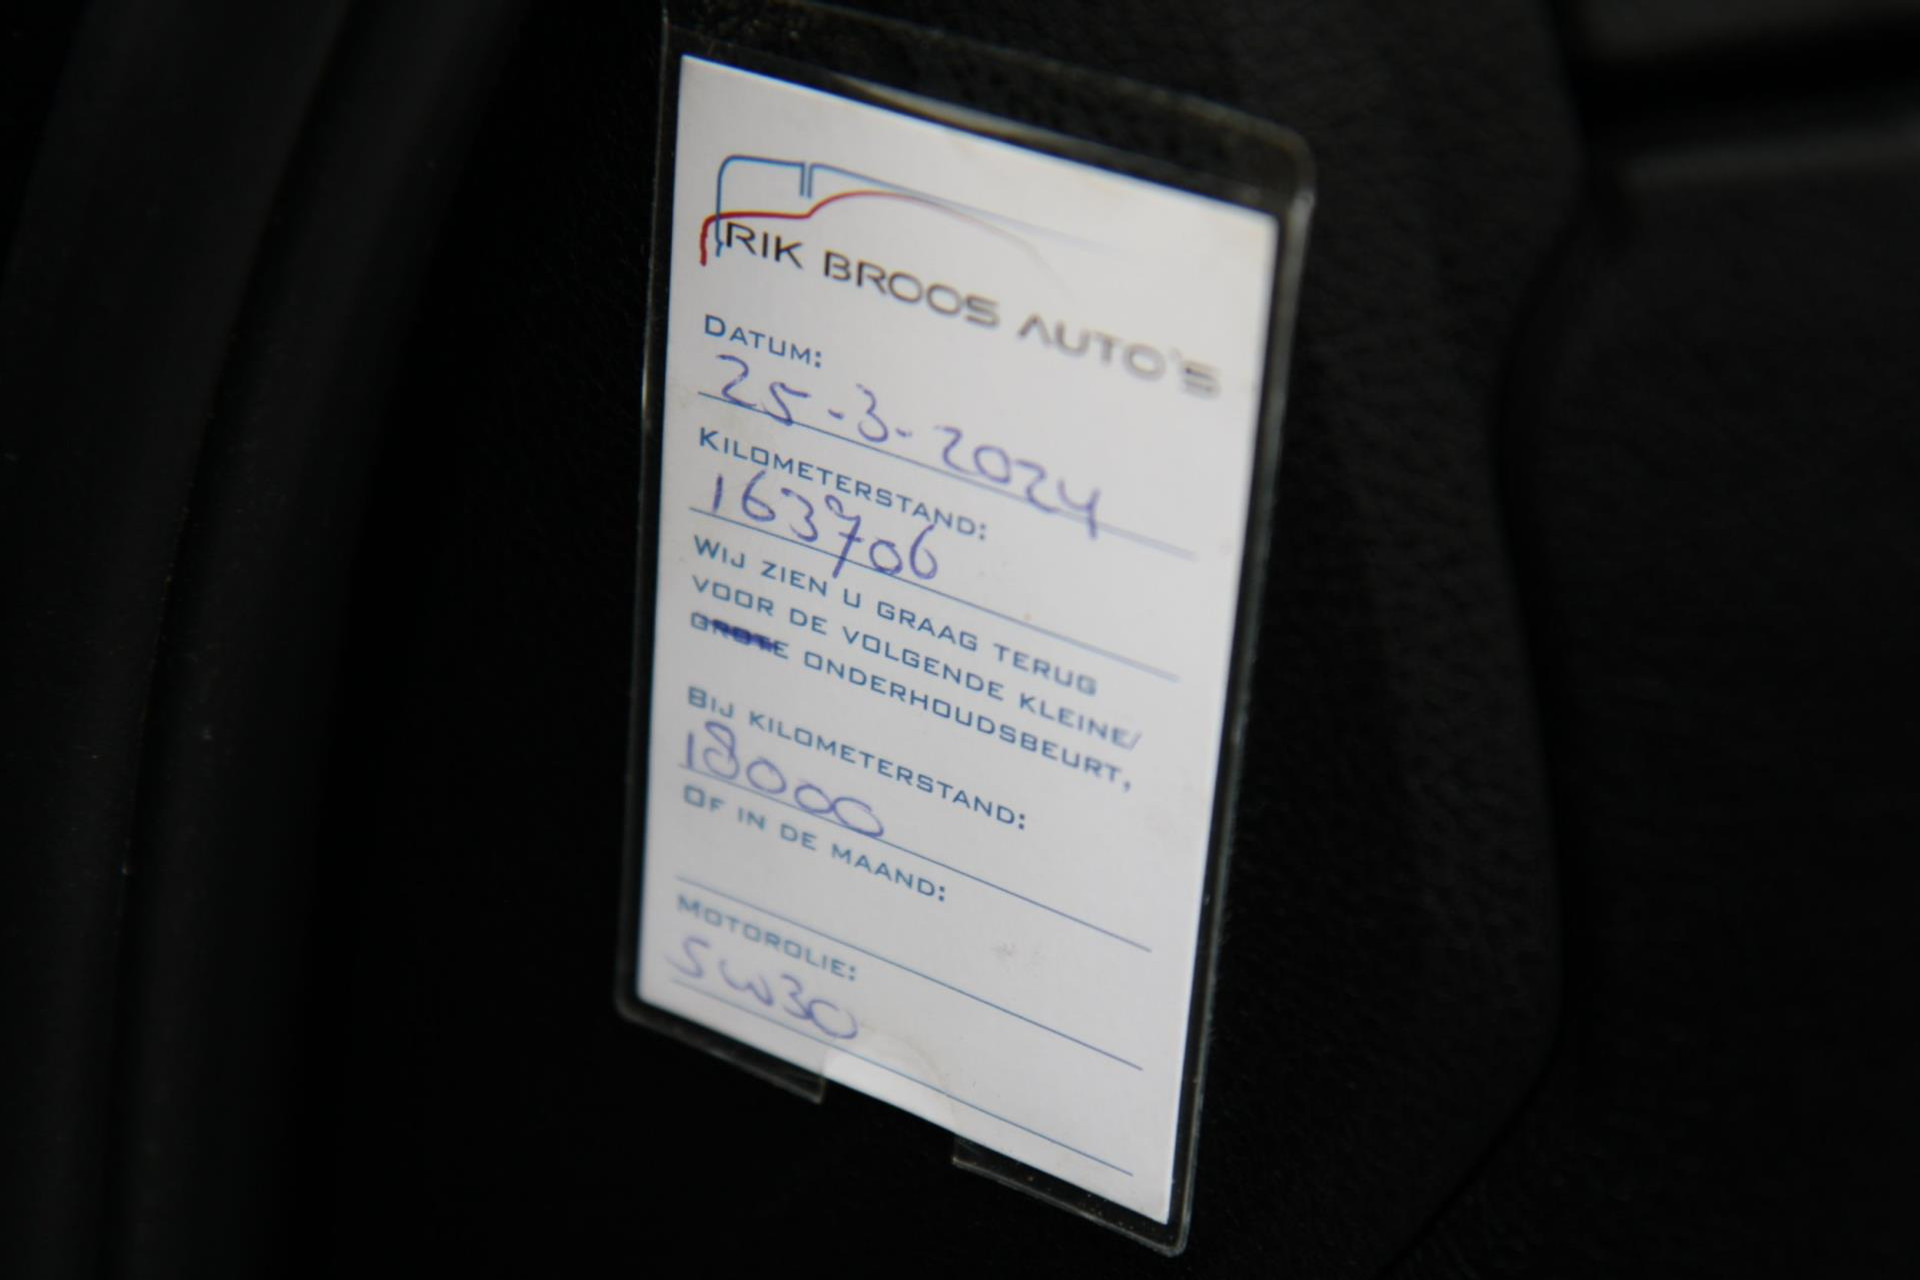 RIK BROOS AUTO'S
DATUM:
25-3-2024
KILOMETERSTAND:
163706
WIJ ZIEN U GRAAG TERUG
VOOR DE VOLGENDE KLEINE/
GROTE ONDERHOUDSBEURT,
BIJ KILOMETERSTAND:
18000
OF IN DE MAAND:
MOTOROLIE:
5W30